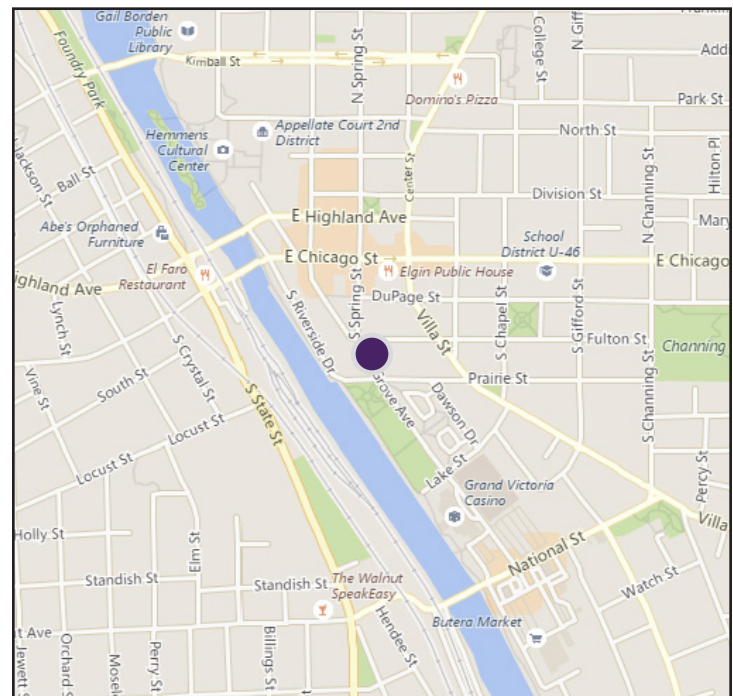 Gail Borden
Public
Library
Kimball St
N Spring St
College St
N Giff
Foundry Park
Domino's Pizza
Park St
Hemmens
Cultural
Center
Appellate Court 2nd
District
North St
Center St
N Channing St
Hilton Pl
Jackson St
Ball St
Division St
Mary
Abe's Orphaned
Furniture
E Highland Ave
School
District U-46
E Chicago St
E Chicago
El Faro
Restaurant
Elgin Public House
ighland Ave
DuPage St
S Spring St
S Riverside Dr
Villa St
S Chapel St
S Gifford St
Fulton St
Channing
Lynch St
S Crystal St
Vine St
South St
S State St
Grove Ave
Dawson Dr
Prairie St
S Channing St
Locust St
Locust St
Lake St
Percy St
Grand Victoria
Casino
Villa
Holly St
Elm St
National St
Standish St
Standish St
The Walnut
SpeakEasy
Watch St
Butera Market
Hendee St
t Ave
Jewett S
Orchard S
Mosel
Perry St
Billings St